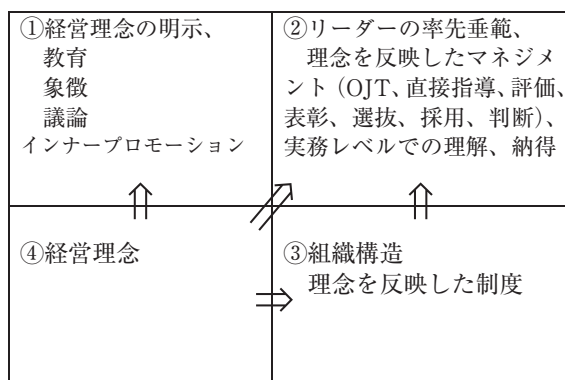 ①経営理念の明示、
教育
象徴
議論
インナープロモーション
②リーダーの率先垂範、
理念を反映したマネジメ
ント（OJT、直接指導、評価、
表彰、選抜、採用、判断）、
実務レベルでの理解、納得
④経営理念
③組織構造
理念を反映した制度